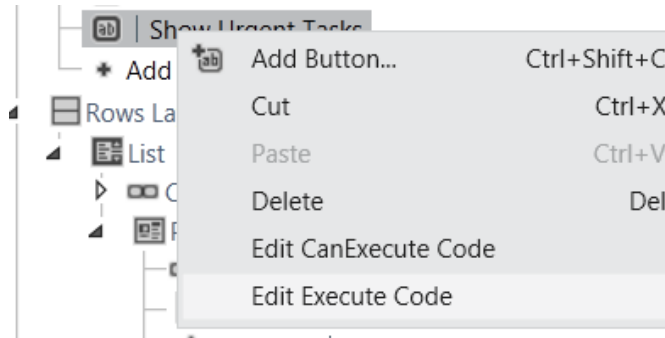 Show Urgent Tasks
Add Button... Ctrl+Shift+C
Add
Cut Ctrl+X
Rows La
Paste Ctrl+V
List
Delete Del
Edit CanExecute Code
Edit Execute Code